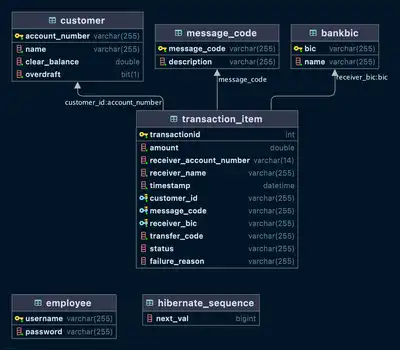 customer
account_number varchar(255)
name varchar(255)
clear_balance double
overdraft bit(1)
message_code
message_code varchar(255)
description varchar(255)
bankbic
bic varchar(255)
name varchar(255)
customer_id:account_number
message_code
receiver_bic:bic
transaction_item
transactionid int
amount double
receiver_account_number varchar(14)
receiver_name varchar(255)
timestamp datetime
customer_id varchar(255)
message_code varchar(255)
receiver_bic varchar(255)
transfer_code varchar(255)
status varchar(255)
failure_reason varchar(255)
employee
username varchar(255)
password varchar(255)
hibernate_sequence
next_val bigint